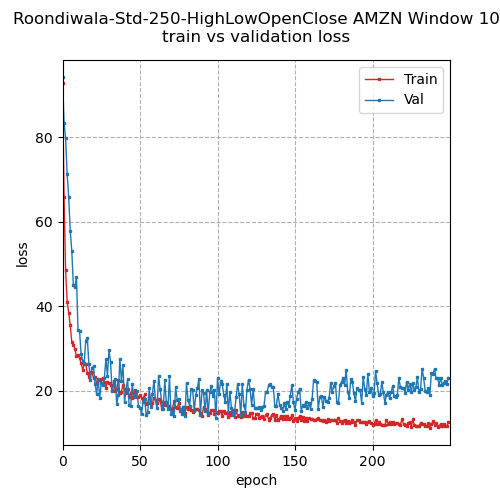 Roondiwala-Std-250-HighLowOpenClose AMZN Window 10
train vs validation loss
Train
Val
80
60
40
20
loss
0
50
100
150
200
epoch